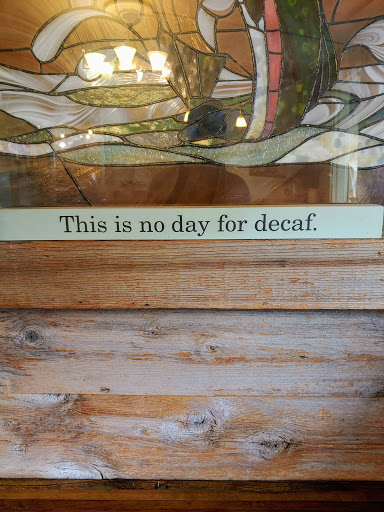 This is no day for decaf.